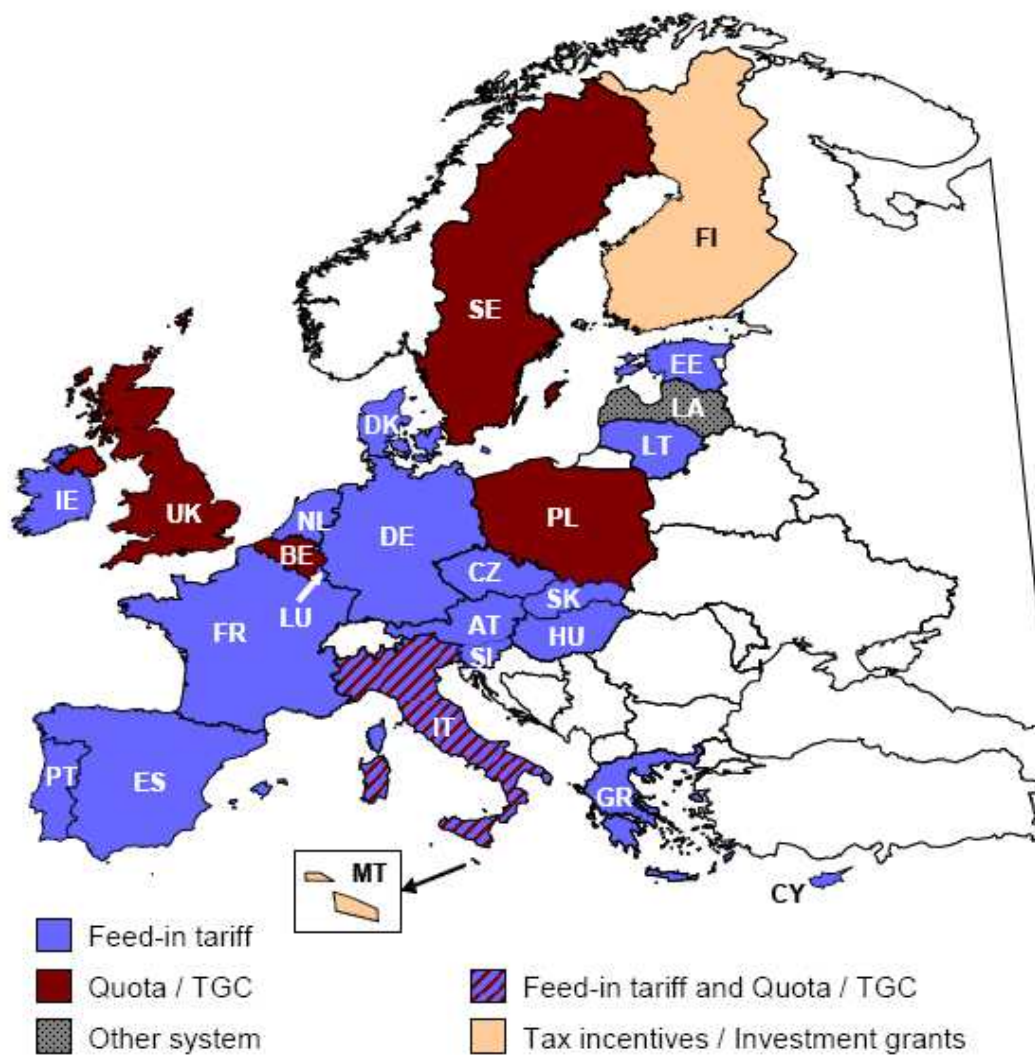 FI
SE
EE
LA
DK
LT
IE
UK
NL
DE
PL
BE
CZ
LU
SK
FR
AT
HU
SI
IT
PT
ES
GR
MT
CY
Feed-in tariff
Quota / TGC
Feed-in tariff and Quota / TGC
Other system
Tax incentives / Investment grants